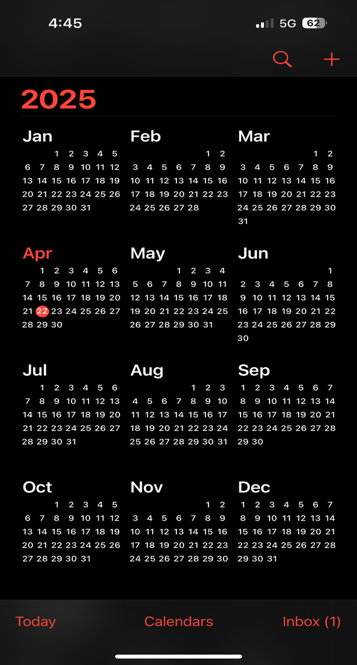 4:45 5G 62
2025
Jan Feb Mar
1 2 3 4 5 1 2 1 2
6 7 8 9 10 11 12 3 4 5 6 7 8 9 3 4 5 6 7 8 9
13 14 15 16 17 18 19 10 11 12 13 14 15 16 10 11 12 13 14 15 16
20 21 22 23 24 25 26 17 18 19 20 21 22 23 17 18 19 20 21 22 23
27 28 29 30 31 24 25 26 27 28 24 25 26 27 28 29 30
31
Apr May Jun
1 2 3 4 5 6 1 2 3 4 1
7 8 9 10 11 12 13 5 6 7 8 9 10 11 2 3 4 5 6 7 8
14 15 16 17 18 19 20 12 13 14 15 16 17 18 9 10 11 12 13 14 15
21 22 23 24 25 26 27 19 20 21 22 23 24 25 16 17 18 19 20 21 22
28 29 30 26 27 28 29 30 31 23 24 25 26 27 28 29
30
Jul Aug Sep
1 2 3 4 5 6 1 2 3 1 2 3 4 5 6 7
7 8 9 10 11 12 13 4 5 6 7 8 9 10 8 9 10 11 12 13 14
14 15 16 17 18 19 20 11 12 13 14 15 16 17 15 16 17 18 19 20 21
21 22 23 24 25 26 27 18 19 20 21 22 23 24 22 23 24 25 26 27 28
28 29 30 31 25 26 27 28 29 30 31 29 30
Oct Nov Dec
1 2 3 4 5 1 2 1 2 3 4 5 6 7
6 7 8 9 10 11 12 3 4 5 6 7 8 9 8 9 10 11 12 13 14
13 14 15 16 17 18 19 10 11 12 13 14 15 16 15 16 17 18 19 20 21
20 21 22 23 24 25 26 17 18 19 20 21 22 23 22 23 24 25 26 27 28
27 28 29 30 31 24 25 26 27 28 29 30 29 30 31
Today Calendars Inbox (1)